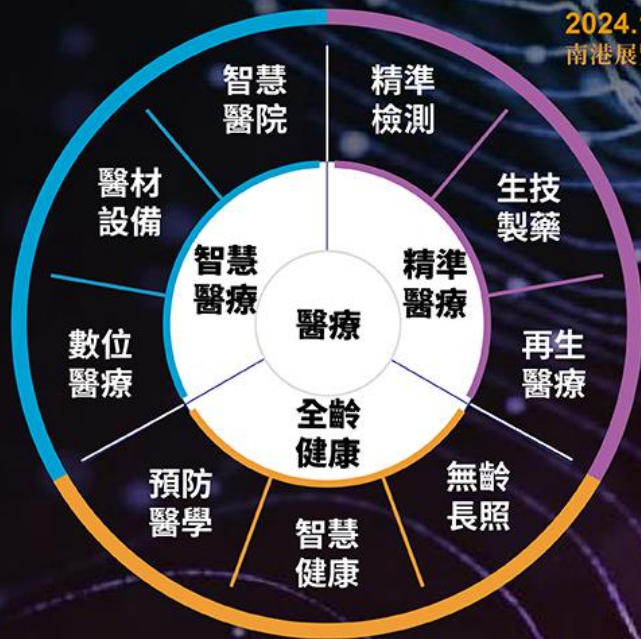 2024.
南港展
智慧
醫院
精準
檢測
醫材
設備
生技
製藥
智慧
醫療
精準
醫療
醫療
數位
醫療
再生
醫療
全齡
健康
預防
醫學
無齡
長照
智慧
健康